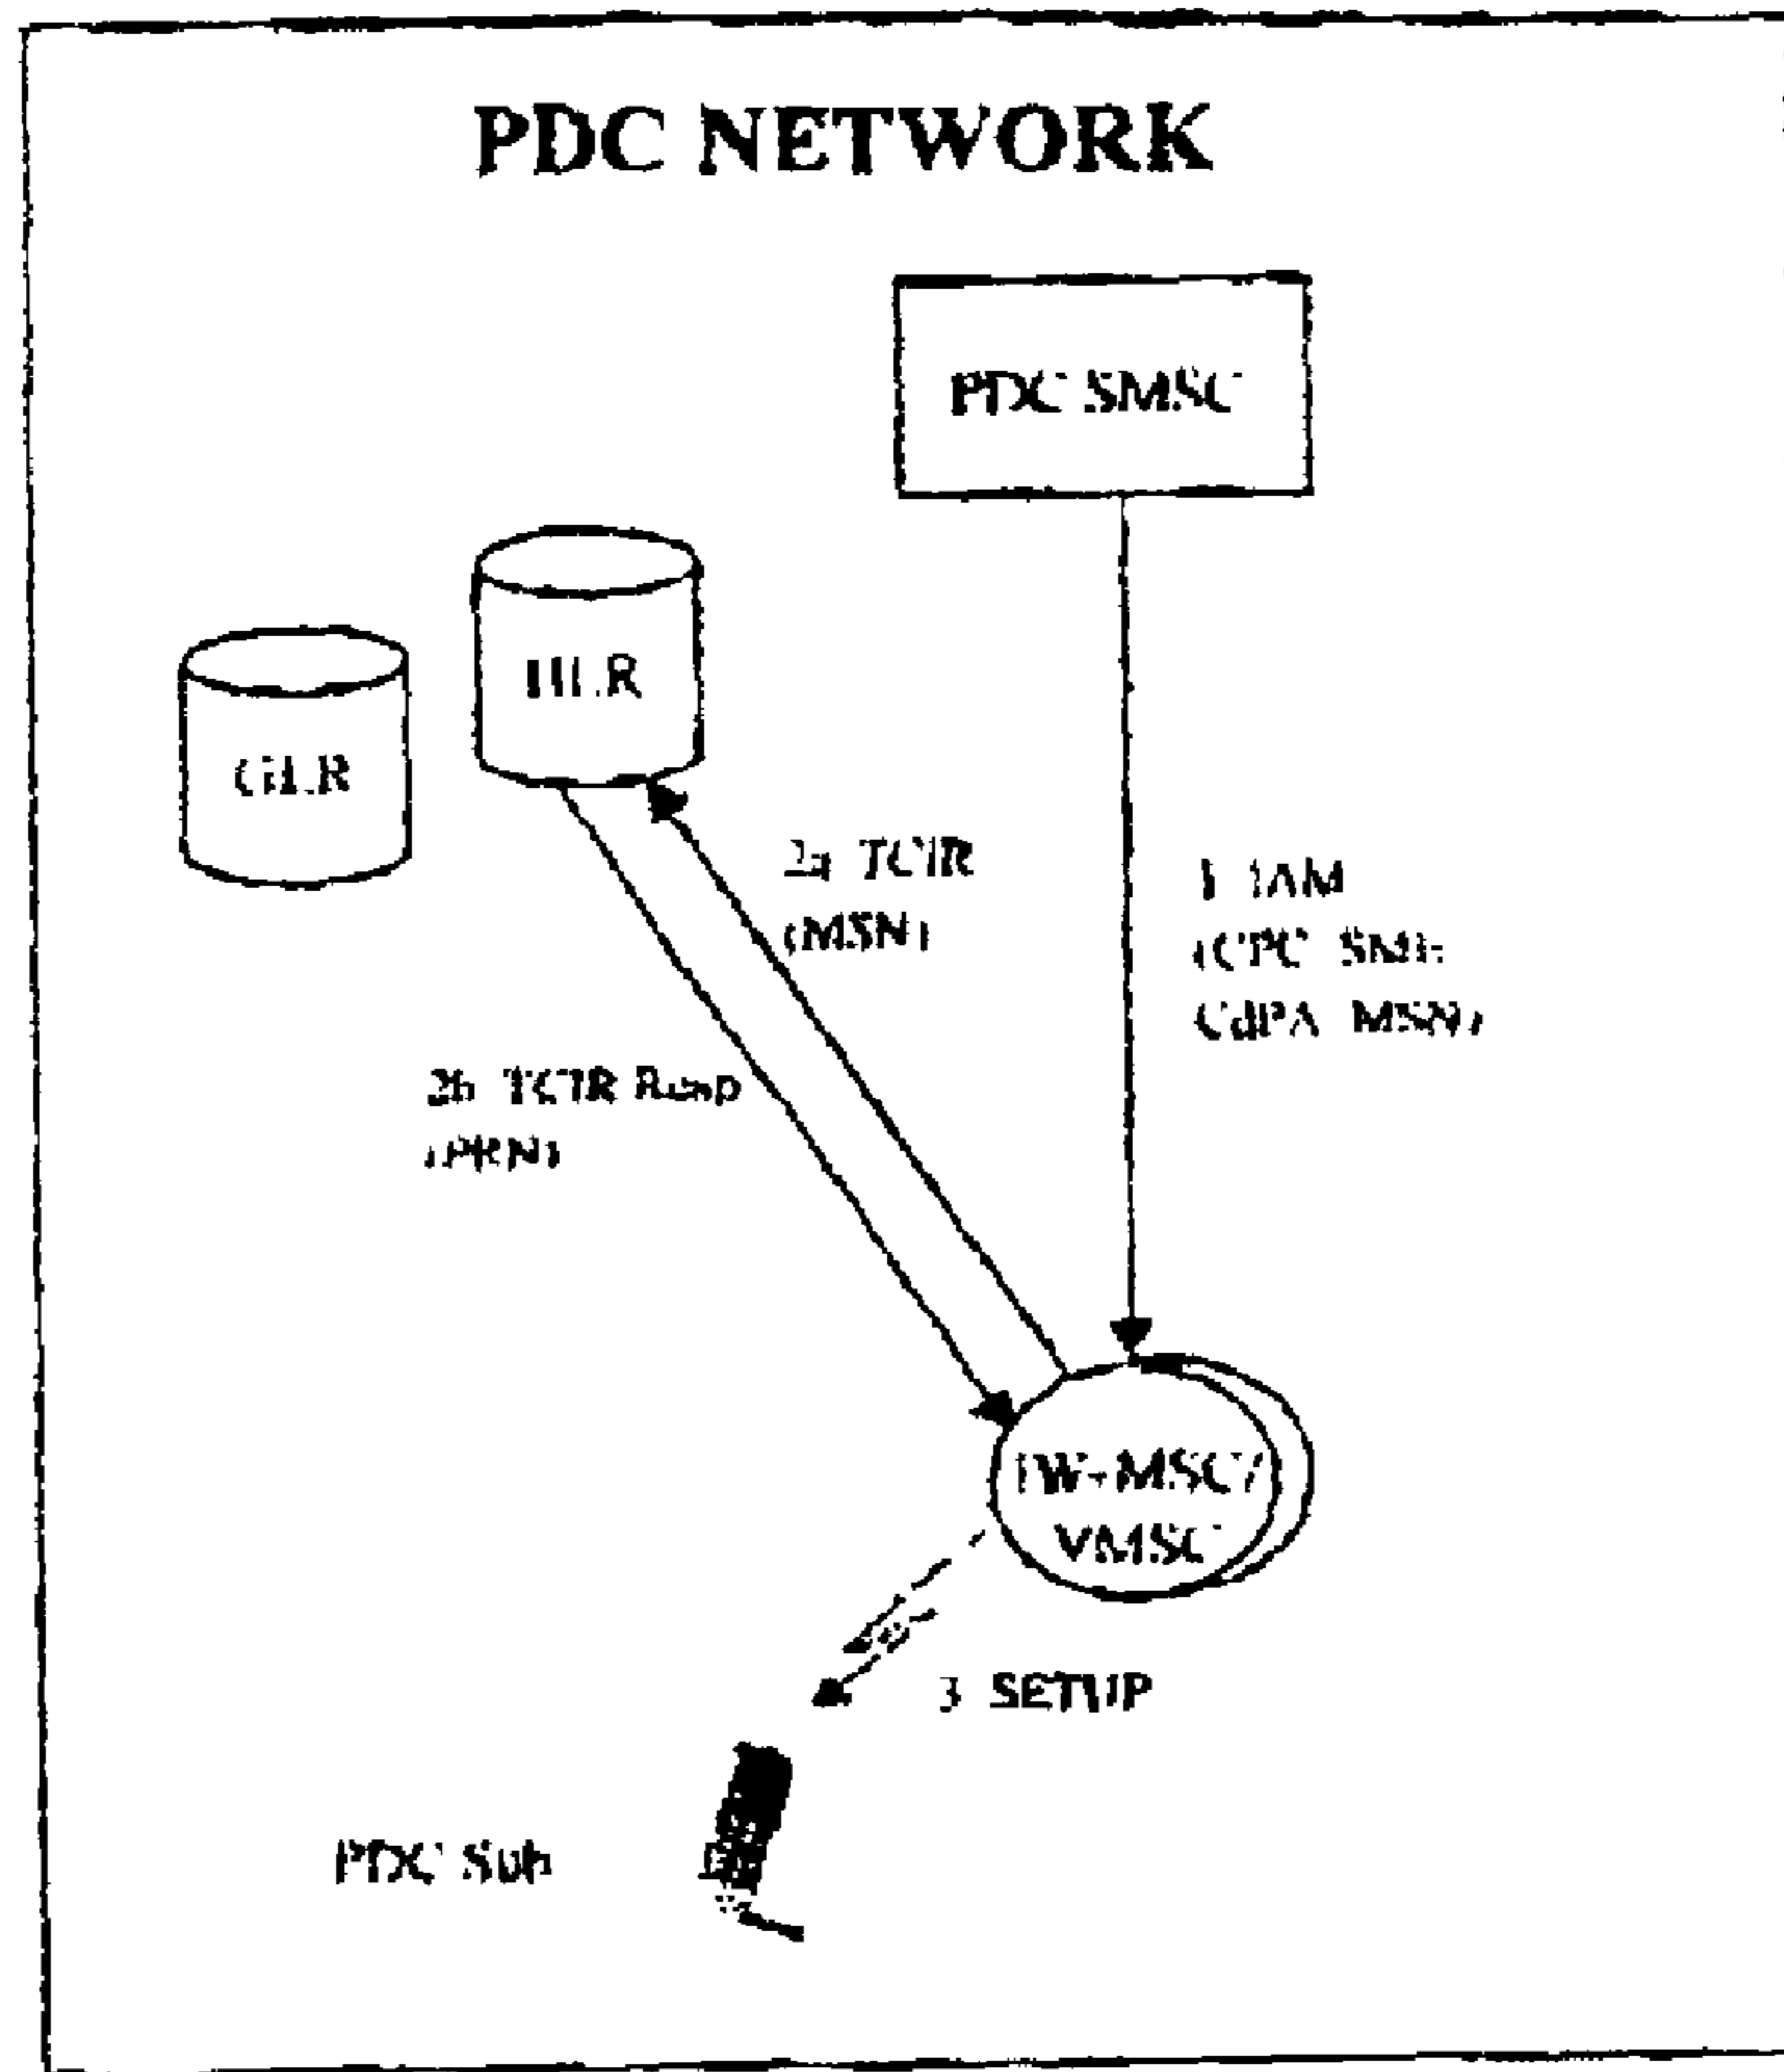 PDC NETWORK
PDC SMSC
HLR
GLR
2a TCIR
(MSN)
1 IAM
(CPC SME
CdPA MSN)
2b TCIR Resp
(PRN)
IW-MSC/
VMSC
3 SETUP
PDC Sub